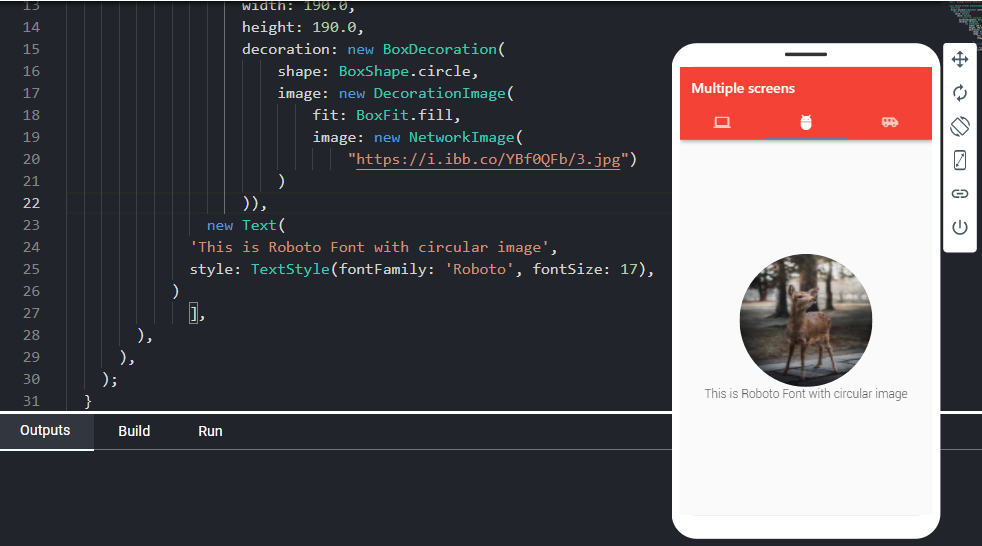 13 width: 190.0,
14 height: 190.0,
15 decoration: new BoxDecoration(
16 shape: BoxShape.circle,
17 image: new DecorationImage(
18 fit: BoxFit.fill,
19 image: new NetworkImage(
20 "https://i.ibb.co/YBf0QFb/3.jpg")
21 )
22 )),
23 new Text(
24 'This is Roboto Font with circular image',
25 style: TextStyle(fontFamily: 'Roboto', fontSize: 17),
26 )
27 ],
28 ),
29 ),
30 );
31 }
Outputs Build Run
Multiple screens
This is Roboto Font with circular image